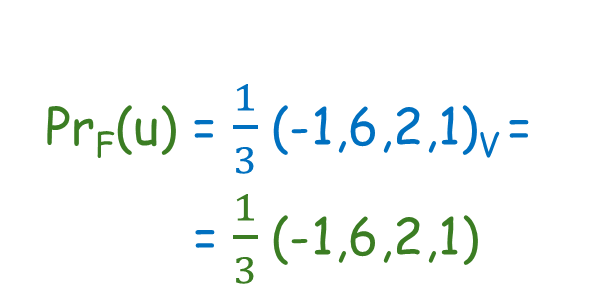 Pr_F(u) = 1/3 (-1,6,2,1)_V =
= 1/3 (-1,6,2,1)